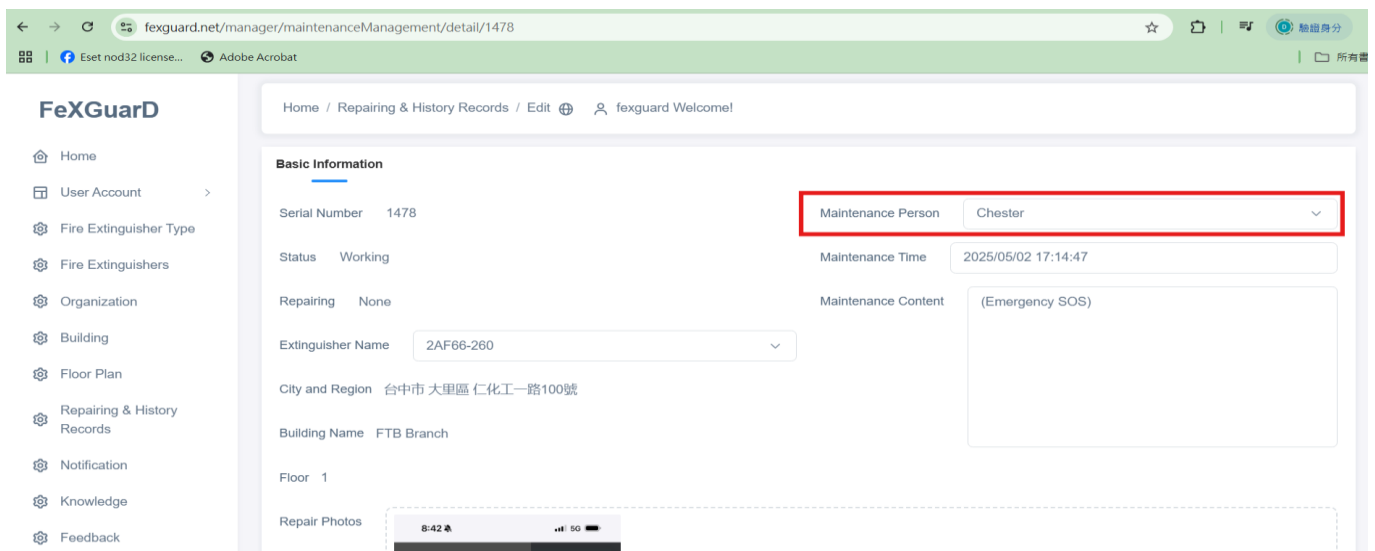 fexguard.net/manager/maintenanceManagement/detail/1478
驗證身分
Eset nod32 license...
Adobe Acrobat
所有書
FeXGuarD
Home
User Account
Fire Extinguisher Type
Fire Extinguishers
Organization
Building
Floor Plan
Repairing & History
Records
Notification
Knowledge
Feedback
Home / Repairing & History Records / Edit
fexguard Welcome!
Basic Information
Serial Number 1478
Status Working
Repairing None
Extinguisher Name 2AF66-260
City and Region 台中市 大里區 仁化工一路100號
Building Name FTB Branch
Floor 1
Repair Photos
8:42
5G
Maintenance Person Chester
Maintenance Time 2025/05/02 17:14:47
Maintenance Content (Emergency SOS)